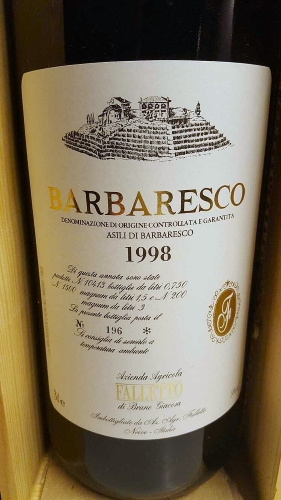 BARBARESCO
DENOMINAZIONE DI ORIGINE CONTROLLATA E GARANTITA
ASILI DI BARBARESCO
1998
Di questa annata sono state
prodotte N 10413 bottiglie da litri 0,750
N 1500 magnum da litri 1,5 e N 200
magnum da litri 3
La presente bottiglia porta il
N: 196 *
Si consiglia di servirlo a
temperatura ambiente
F
Azienda Agricola
FALLETTO
di Bruno Giacosa
Imbottigliato da Az. Agr. Falletto
Neive - Italia